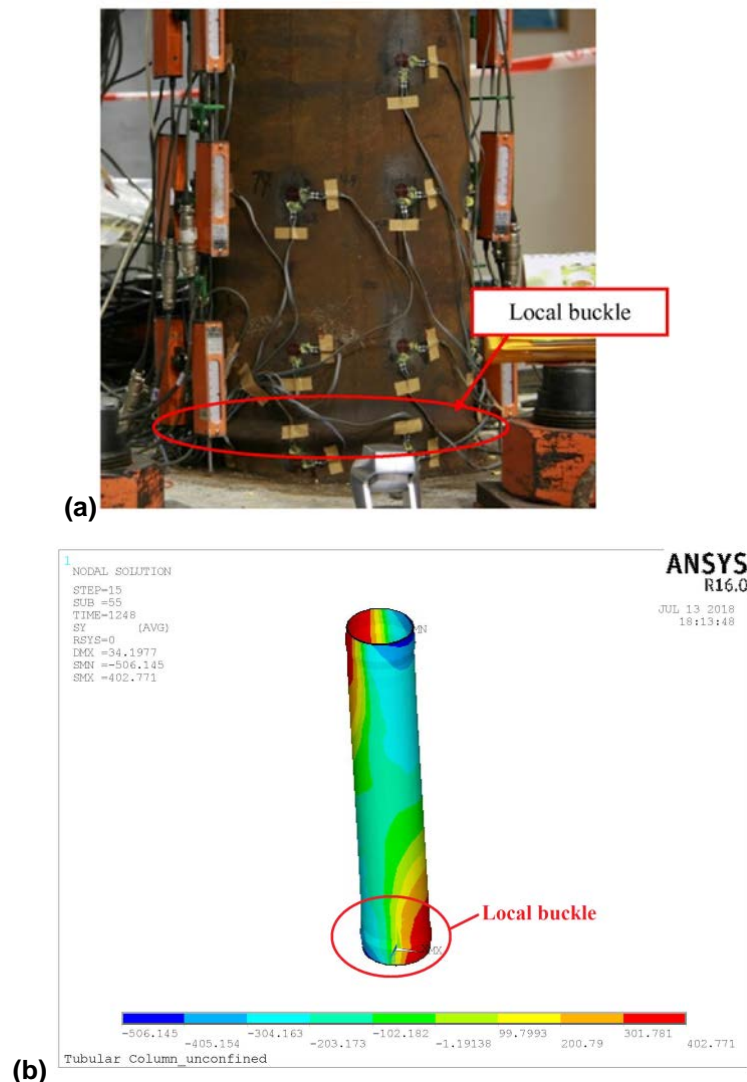 Local buckle
(a)
1
NODAL SOLUTION
STEP=15
SUB =55
TIME=1248
SY (AVG)
RSYS=0
DMX = 34.1977
SMN =-506.145
SMX =402.771
ANSYS
R16.0
JUL 13 2018
18:13:48
MN
Local buckle
MX
-506.145 -304.163 -102.182 99.7993 301.781
-405.154 -203.173 -1.19138 200.79 402.771
(b)
Tubular Column_unconfined